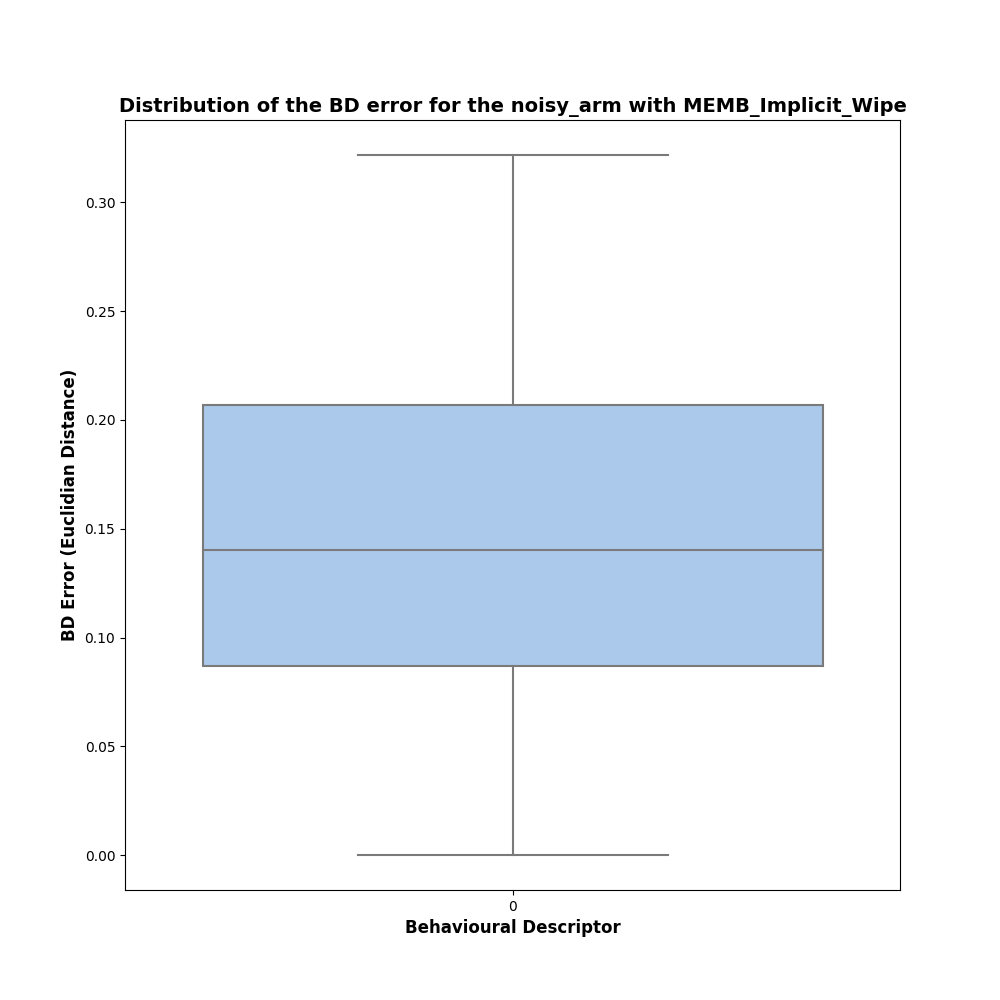 Distribution of the BD error for the noisy_arm with MEMB_Implicit_Wipe
0.30
0.25
0.20
0.15
0.10
0.05
0.00
BD Error (Euclidian Distance)
0
Behavioural Descriptor